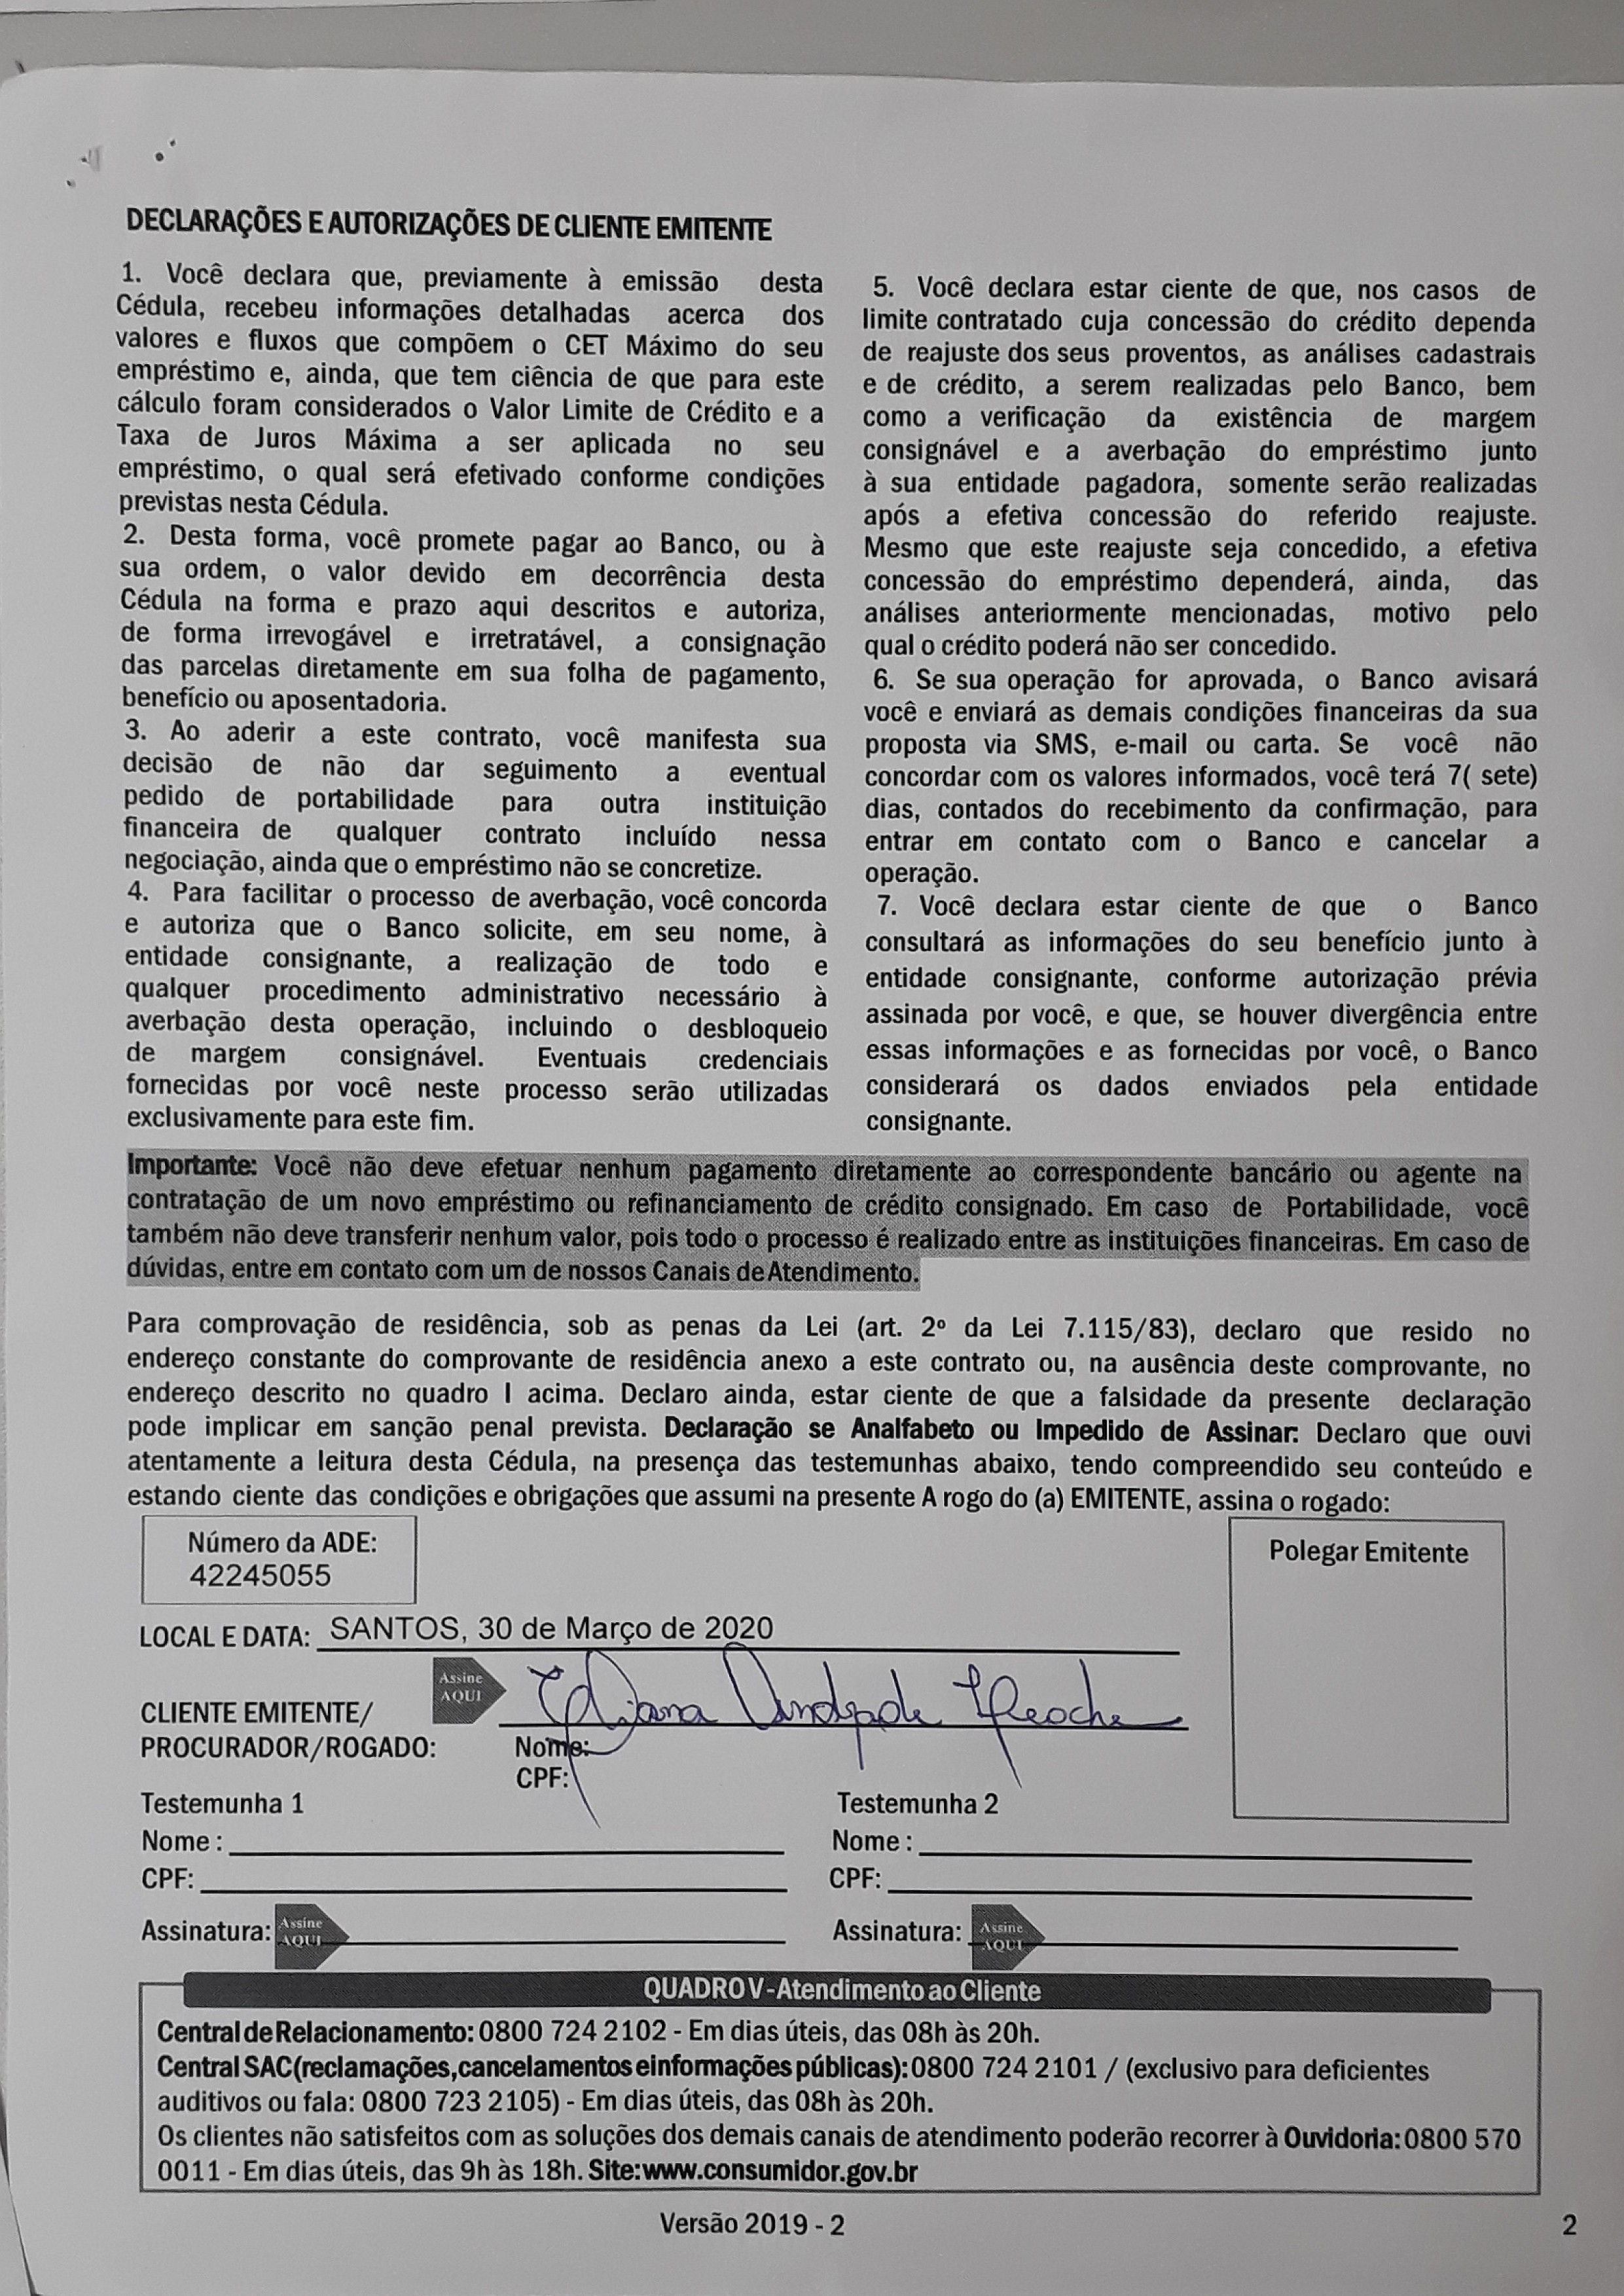 DECLARAÇÕES E AUTORIZAÇÕES DE CLIENTE EMITENTE
1. Você declara que, previamente à emissão desta
Cédula, recebeu informações detalhadas acerca dos
valores e fluxos que compõem o CET Máximo do seu
empréstimo e, ainda, que tem ciência de que para este
cálculo foram considerados o Valor Limite de Crédito e a
Taxa de Juros Máxima a ser aplicada no seu
empréstimo, o qual será efetivado conforme condições
previstas nesta Cédula.
2. Desta forma, você promete pagar ao Banco, ou à
sua ordem, o valor devido em decorrência desta
Cédula na forma e prazo aqui descritos e autoriza,
de forma irrevogável e irretratável, a consignação
das parcelas diretamente em sua folha de pagamento,
benefício ou aposentadoria.
3. Ao aderir a este contrato, você manifesta sua
decisão de não dar seguimento a eventual
pedido de portabilidade para outra instituição
financeira de qualquer contrato incluído nessa
negociação, ainda que o empréstimo não se concretize.
4. Para facilitar o processo de averbação, você concorda
e autoriza que o Banco solicite, em seu nome, à
entidade consignante, a realização de todo e
qualquer procedimento administrativo necessário à
averbação desta operação, incluindo o desbloqueio
de margem consignável. Eventuais credenciais
fornecidas por você neste processo serão utilizadas
exclusivamente para este fim.
5. Você declara estar ciente de que, nos casos de
limite contratado cuja concessão do crédito dependa
de reajuste dos seus proventos, as análises cadastrais
e de crédito, a serem realizadas pelo Banco, bem
como a verificação da existência de margem
consignável e a averbação do empréstimo junto
à sua entidade pagadora, somente serão realizadas
após a efetiva concessão do referido reajuste.
Mesmo que este reajuste seja concedido, a efetiva
concessão do empréstimo dependerá, ainda, das
análises anteriormente mencionadas, motivo pelo
qual o crédito poderá não ser concedido.
6. Se sua operação for aprovada, o Banco avisará
você e enviará as demais condições financeiras da sua
proposta via SMS, e-mail ou carta. Se você não
concordar com os valores informados, você terá 7( sete)
dias, contados do recebimento da confirmação, para
entrar em contato com o Banco e cancelar a
operação.
7. Você declara estar ciente de que o Banco
consultará as informações do seu benefício junto à
entidade consignante, conforme autorização prévia
assinada por você, e que, se houver divergência entre
essas informações e as fornecidas por você, o Banco
considerará os dados enviados pela entidade
consignante.
Importante: Você não deve efetuar nenhum pagamento diretamente ao correspondente bancário ou agente na
contratação de um novo empréstimo ou refinanciamento de crédito consignado. Em caso de Portabilidade, você
também não deve transferir nenhum valor, pois todo o processo é realizado entre as instituições financeiras. Em caso de
dúvidas, entre em contato com um de nossos Canais de Atendimento.
Para comprovação de residência, sob as penas da Lei (art. 2º da Lei 7.115/83), declaro que resido no
endereço constante do comprovante de residência anexo a este contrato ou, na ausência deste comprovante, no
endereço descrito no quadro I acima. Declaro ainda, estar ciente de que a falsidade da presente declaração
pode implicar em sanção penal prevista. Declaração se Analfabeto ou Impedido de Assinar: Declaro que ouvi
atentamente a leitura desta Cédula, na presença das testemunhas abaixo, tendo compreendido seu conteúdo e
estando ciente das condições e obrigações que assumi na presente A rogo do (a) EMITENTE, assina o rogado:
Número da ADE:
42245055
Polegar Emitente
LOCAL E DATA: SANTOS, 30 de Março de 2020
Assine
AQUI
Andrade
CLIENTE EMITENTE/
PROCURADOR/ROGADO:
Nome:
CPF:
Testemunha 1
Testemunha 2
Nome :
Nome :
CPF:
CPF:
Assinatura: Assine AQUI
Assinatura: Assine AQUI
QUADRO V - Atendimento ao Cliente
Central de Relacionamento: 0800 724 2102 - Em dias úteis, das 08h às 20h.
Central SAC (reclamações, cancelamentos e informações públicas): 0800 724 2101 / (exclusivo para deficientes
auditivos ou fala: 0800 723 2105) - Em dias úteis, das 08h às 20h.
Os clientes não satisfeitos com as soluções dos demais canais de atendimento poderão recorrer à Ouvidoria: 0800 570
0011 - Em dias úteis, das 9h às 18h. Site: www.consumidor.gov.br
Versão 2019 - 2
2